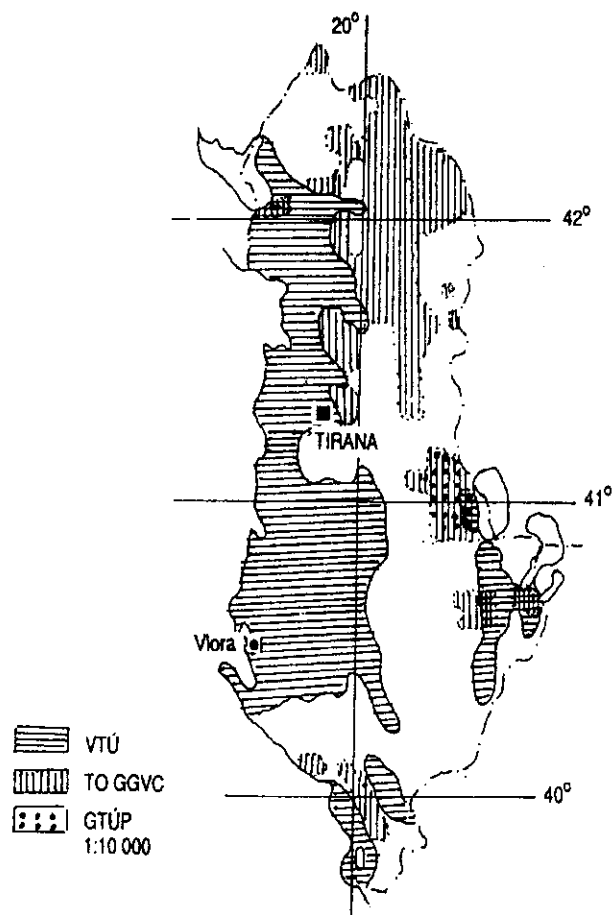 20°
42°
TIRANA
41°
Vlora
VTÚ
TO GGVC
40°
GTÚP
1:10 000